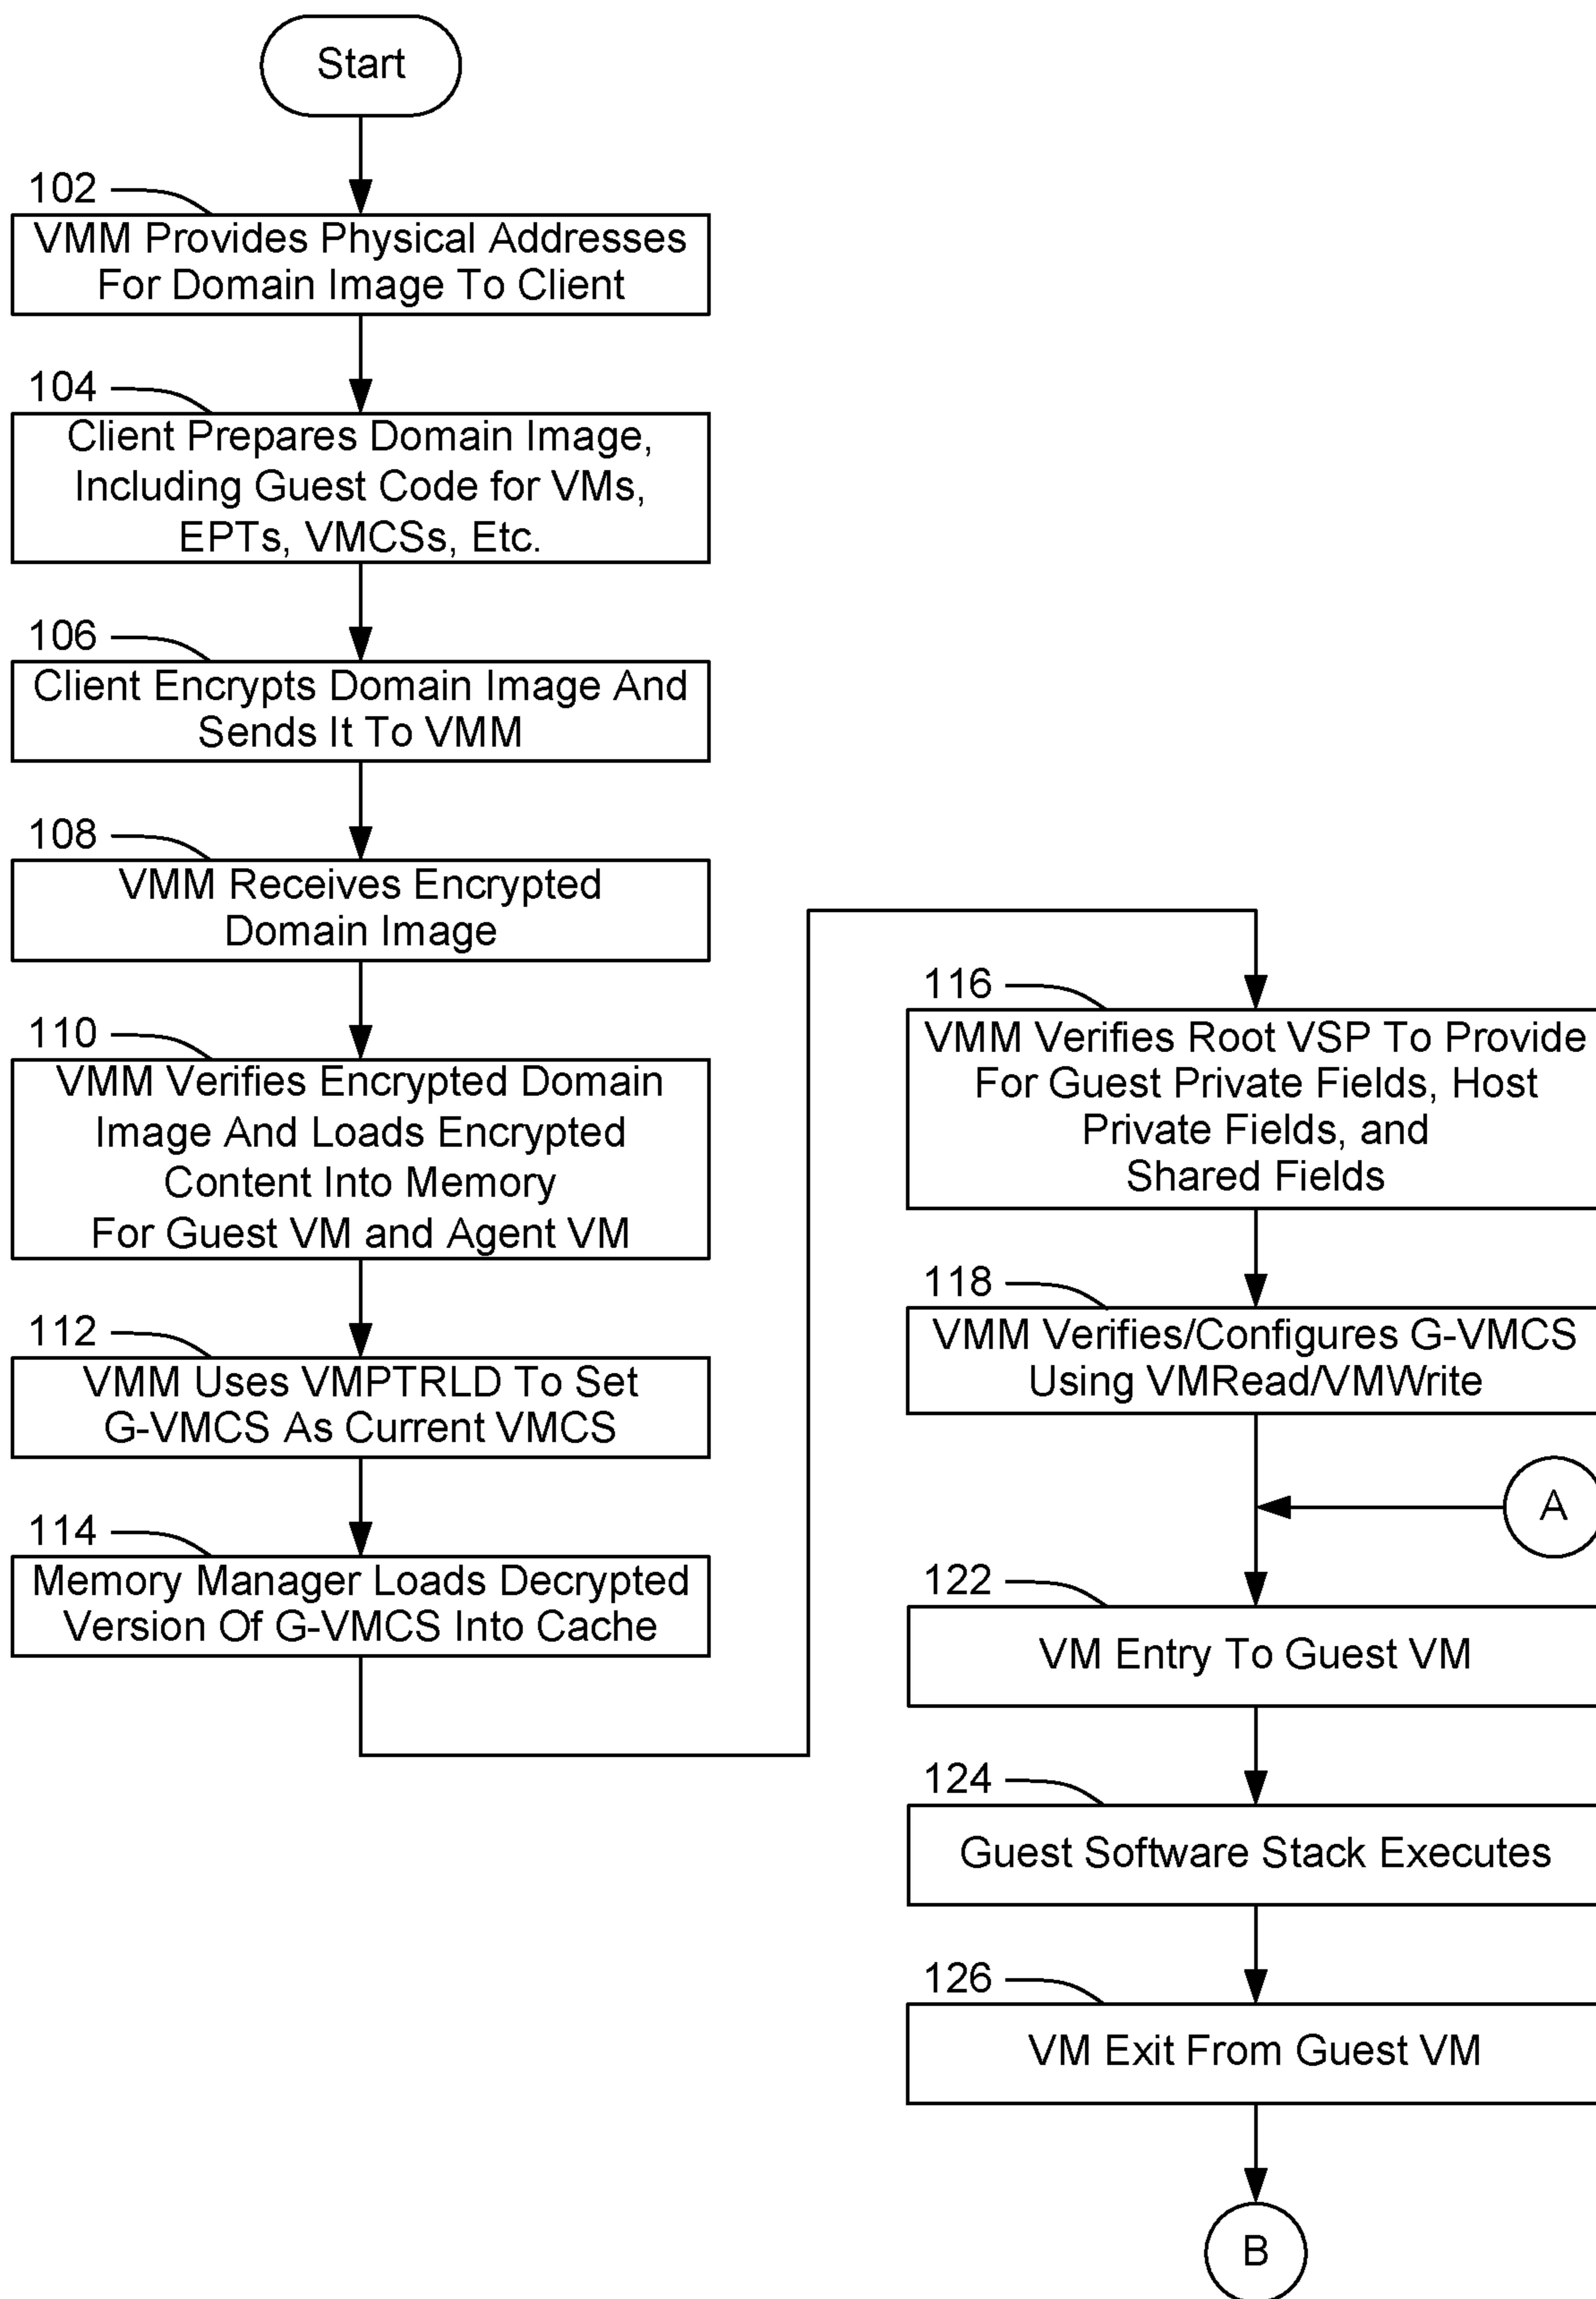 Start
102
VMM Provides Physical Addresses
For Domain Image To Client
104
Client Prepares Domain Image,
Including Guest Code for VMs,
EPTs, VMCSs, Etc.
106
Client Encrypts Domain Image And
Sends It To VMM
108
VMM Receives Encrypted
Domain Image
110
VMM Verifies Encrypted Domain
Image And Loads Encrypted
Content Into Memory
For Guest VM and Agent VM
112
VMM Uses VMPTRLD To Set
G-VMCS As Current VMCS
114
Memory Manager Loads Decrypted
Version Of G-VMCS Into Cache
116
VMM Verifies Root VSP To Provide
For Guest Private Fields, Host
Private Fields, and
Shared Fields
118
VMM Verifies/Configures G-VMCS
Using VMRead/VMWrite
A
122
VM Entry To Guest VM
124
Guest Software Stack Executes
126
VM Exit From Guest VM
B